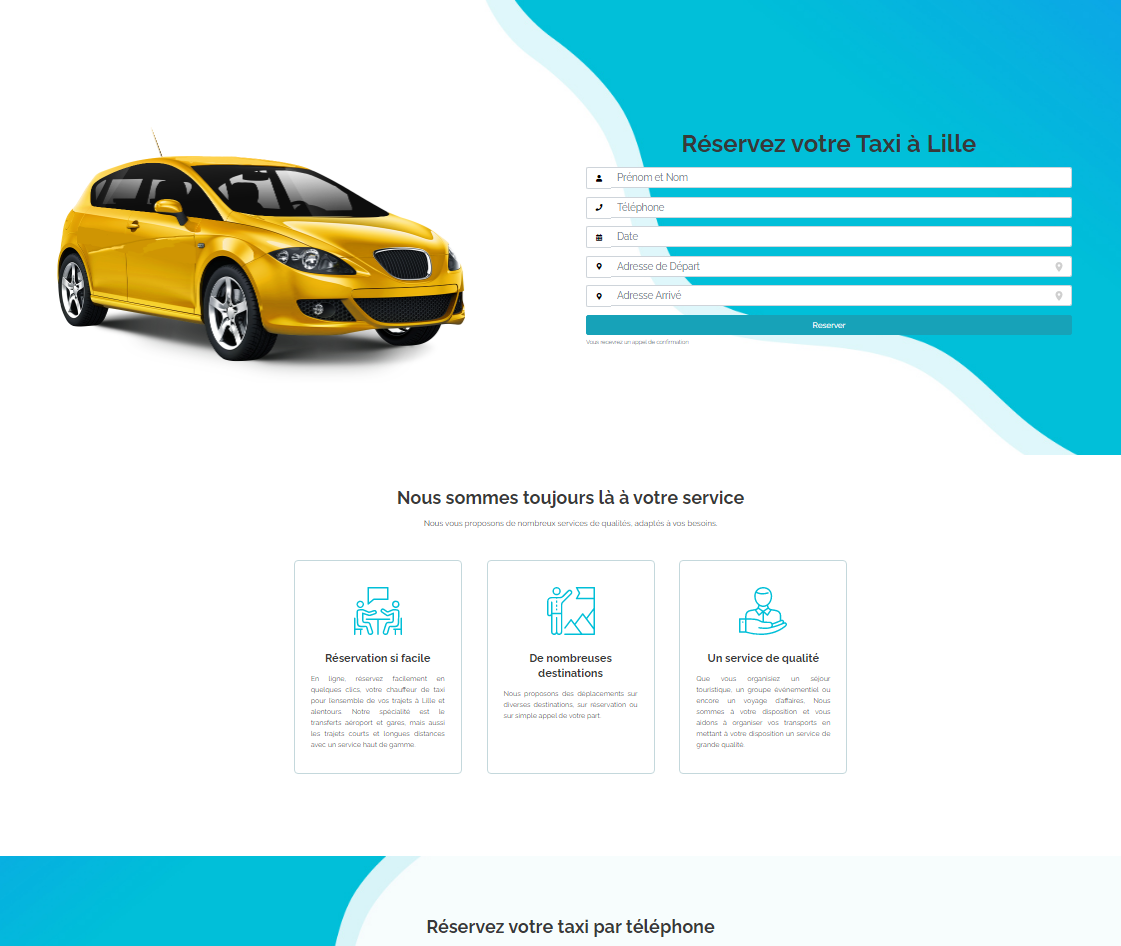 Réservez votre Taxi à Lille
Prénom et Nom
Téléphone
Date
Adresse de Départ
Adresse Arrivé
Reserver
Vous recevrez un appel de confirmation
Nous sommes toujours là à votre service
Nous vous proposons de nombreux services de qualités, adaptés à vos besoins.
Réservation si facile
En ligne, réservez facilement en
quelques clics, votre chauffeur de taxi
pour l'ensemble de vos trajets à Lille et
alentours. Notre spécialité est le
transferts aéroport et gares mais aussi
les trajets courts et longues distances
avec un service haut de gamme.
De nombreuses
destinations
Nous proposons des déplacements sur
diverses destinations, sur réservation ou
sur simple appel de votre part.
Un service de qualité
Que vous organisiez un séjour
touristique, un groupe événementiel ou
encore un voyage d'affaires, Nous
sommes à votre disposition et vous
aidons à organiser vos transports en
mettant à votre disposition un service de
grande qualité
Réservez votre taxi par téléphone